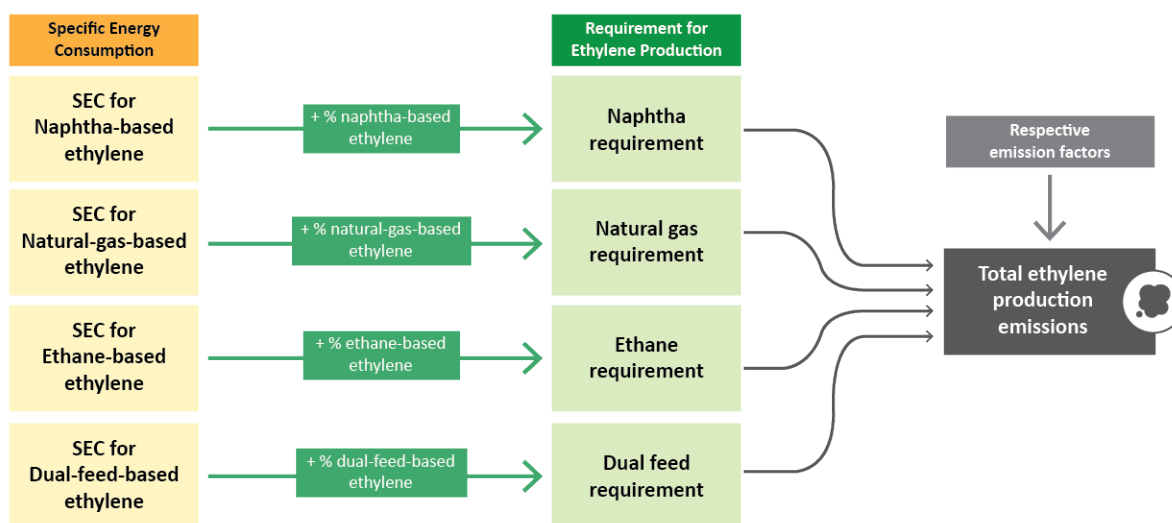 Specific Energy
Consumption
Requirement for
Ethylene Production
SEC for
Naphtha-based
ethylene
+ % naphtha-based
ethylene
Naphtha
requirement
Respective
emission factors
SEC for
Natural-gas-based
ethylene
+ % natural-gas-based
ethylene
Natural gas
requirement
Total ethylene
production
emissions
SEC for
Ethane-based
ethylene
+ % ethane-based
ethylene
Ethane
requirement
SEC for
Dual-feed-based
ethylene
+ % dual-feed-based
ethylene
Dual feed
requirement